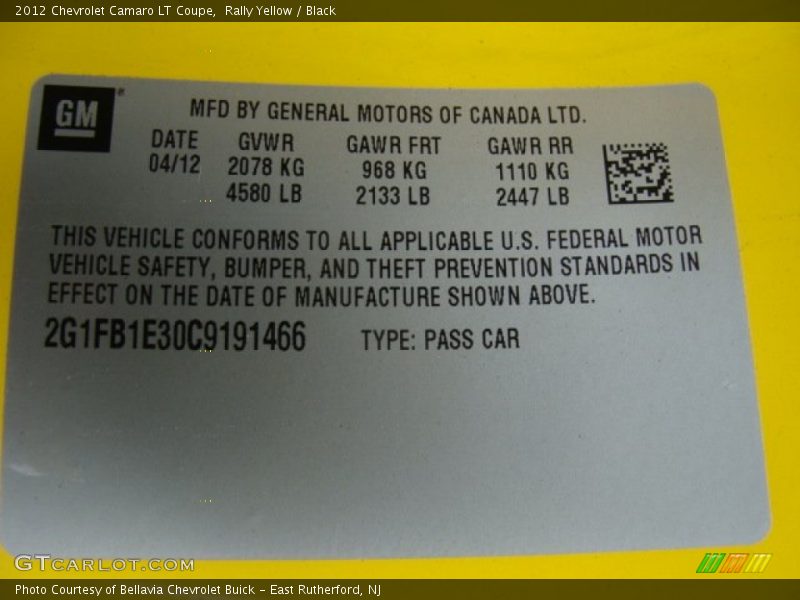 2012 Chevrolet Camaro LT Coupe,  Rally Yellow / Black
GM®
MFD BY GENERAL MOTORS OF CANADA LTD.
DATE GVWR GAWR FRT GAWR RR
04/12 2078 KG 968 KG 1110 KG
4580 LB 2133 LB 2447 LB
THIS VEHICLE CONFORMS TO ALL APPLICABLE U.S. FEDERAL MOTOR
VEHICLE SAFETY, BUMPER, AND THEFT PREVENTION STANDARDS IN
EFFECT ON THE DATE OF MANUFACTURE SHOWN ABOVE.
2G1FB1E30C9191466 TYPE: PASS CAR
GTCARLOT.COM
Photo Courtesy of Bellavia Chevrolet Buick - East Rutherford, NJ